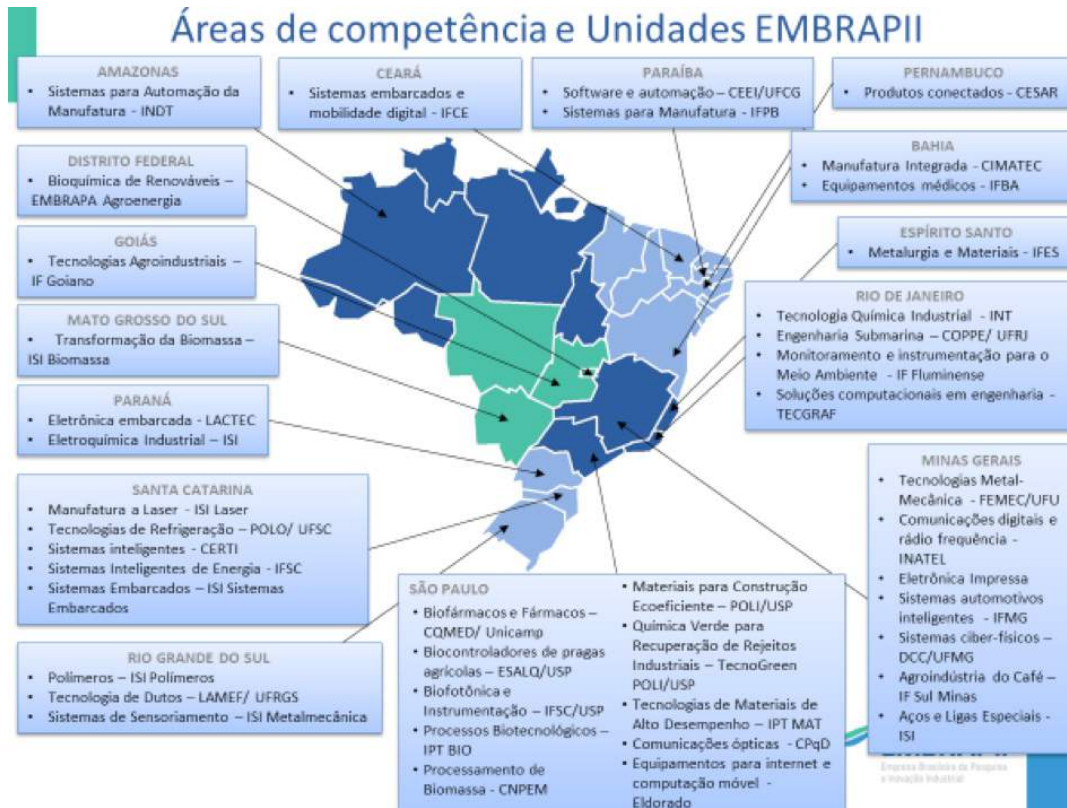 Áreas de competência e Unidades EMBRAPII
AMAZONAS
• Sistemas para Automação da
Manufatura - INDT
CEARÁ
• Sistemas embarcados e
mobilidade digital - IFCE
PARAÍBA
• Software e automação – CEEI/UFCG
• Sistemas para Manufatura - IFPB
PERNAMBUCO
• Produtos conectados - CESAR
DISTRITO FEDERAL
• Bioquímica de Renováveis –
EMBRAPA Agroenergia
BAHIA
• Manufatura Integrada - CIMATEC
• Equipamentos médicos - IFBA
GOIÁS
• Tecnologias Agroindustriais –
IF Goiano
ESPÍRITO SANTO
• Metalurgia e Materiais - IFES
MATO GROSSO DO SUL
• Transformação da Biomassa –
ISI Biomassa
RIO DE JANEIRO
• Tecnologia Química Industrial - INT
• Engenharia Submarina – COPPE/ UFRJ
• Monitoramento e instrumentação para o
Meio Ambiente - IF Fluminense
• Soluções computacionais em engenharia -
TECGRAF
PARANÁ
• Eletrônica embarcada - LACTEC
• Eletroquímica Industrial – ISI
SANTA CATARINA
• Manufatura a Laser - ISI Laser
• Tecnologias de Refrigeração – POLO/ UFSC
• Sistemas inteligentes - CERTI
• Sistemas Inteligentes de Energia - IFSC
• Sistemas Embarcados – ISI Sistemas
Embarcados
MINAS GERAIS
• Tecnologias Metal-
Mecânica - FEMEC/UFU
• Comunicações digitais e
rádio frequência -
INATEL
• Eletrônica Impressa
• Sistemas automotivos
inteligentes - IFMG
• Sistemas ciber-físicos –
DCC/UFMG
• Agroindústria do Café –
IF Sul Minas
• Aços e Ligas Especiais -
ISI
RIO GRANDE DO SUL
• Polímeros – ISI Polímeros
• Tecnologia de Dutos – LAMEF/ UFRGS
• Sistemas de Sensoriamento – ISI Metalmecânica
SÃO PAULO
• Biofármacos e Fármacos –
CQMED/ Unicamp
• Biocontroladores de pragas
agrícolas – ESALQ/USP
• Biofotônica e
Instrumentação – IFSC/USP
• Processos Biotecnológicos –
IPT BIO
• Processamento de
Biomassa - CNPEM
• Materiais para Construção
Ecoeficiente – POLI/USP
• Química Verde para
Recuperação de Rejeitos
Industriais – TecnoGreen
POLI/USP
• Tecnologias de Materiais de
Alto Desempenho – IPT MAT
• Comunicações ópticas - CPqD
• Equipamentos para internet e
computação móvel -
Eldorado
Empresa Brasileira de Pesquisa
e Inovação Industrial